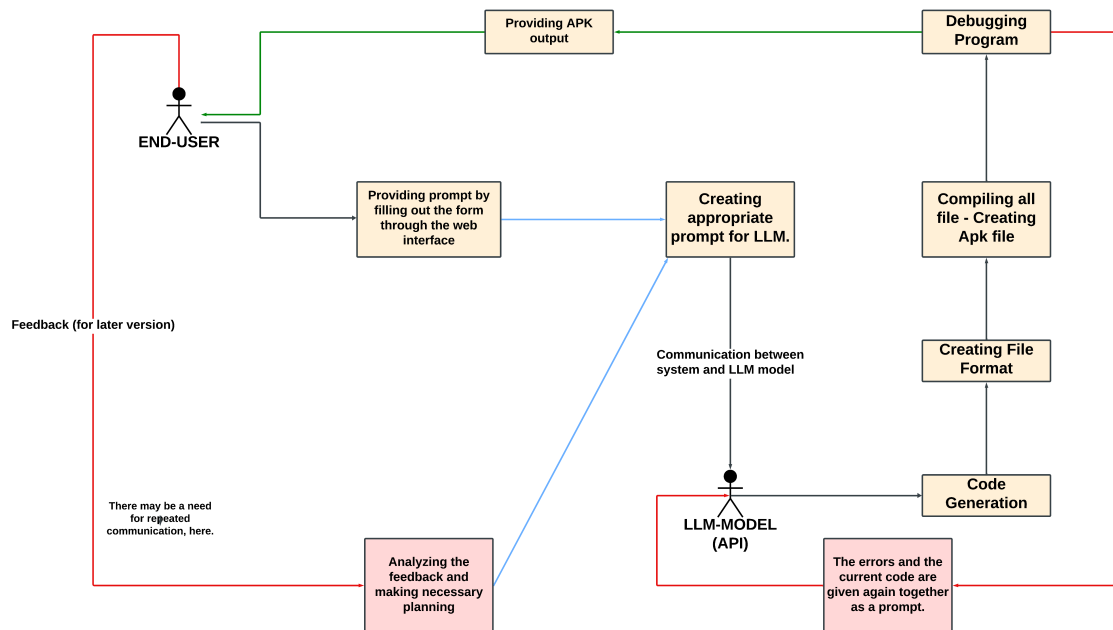 Providing APK
output
Debugging
Program
END-USER
Providing prompt by
filling out the form
through the web
interface
Creating
appropriate
prompt for LLM.
Compiling all
file - Creating
Apk file
Feedback (for later version)
Communication between
system and LLM model
Creating File
Format
Code
Generation
There may be a need
for repeated
communication, here.
LLM-MODEL
(API)
Analyzing the
feedback and
making necessary
planning
The errors and the
current code are
given again together
as a prompt.